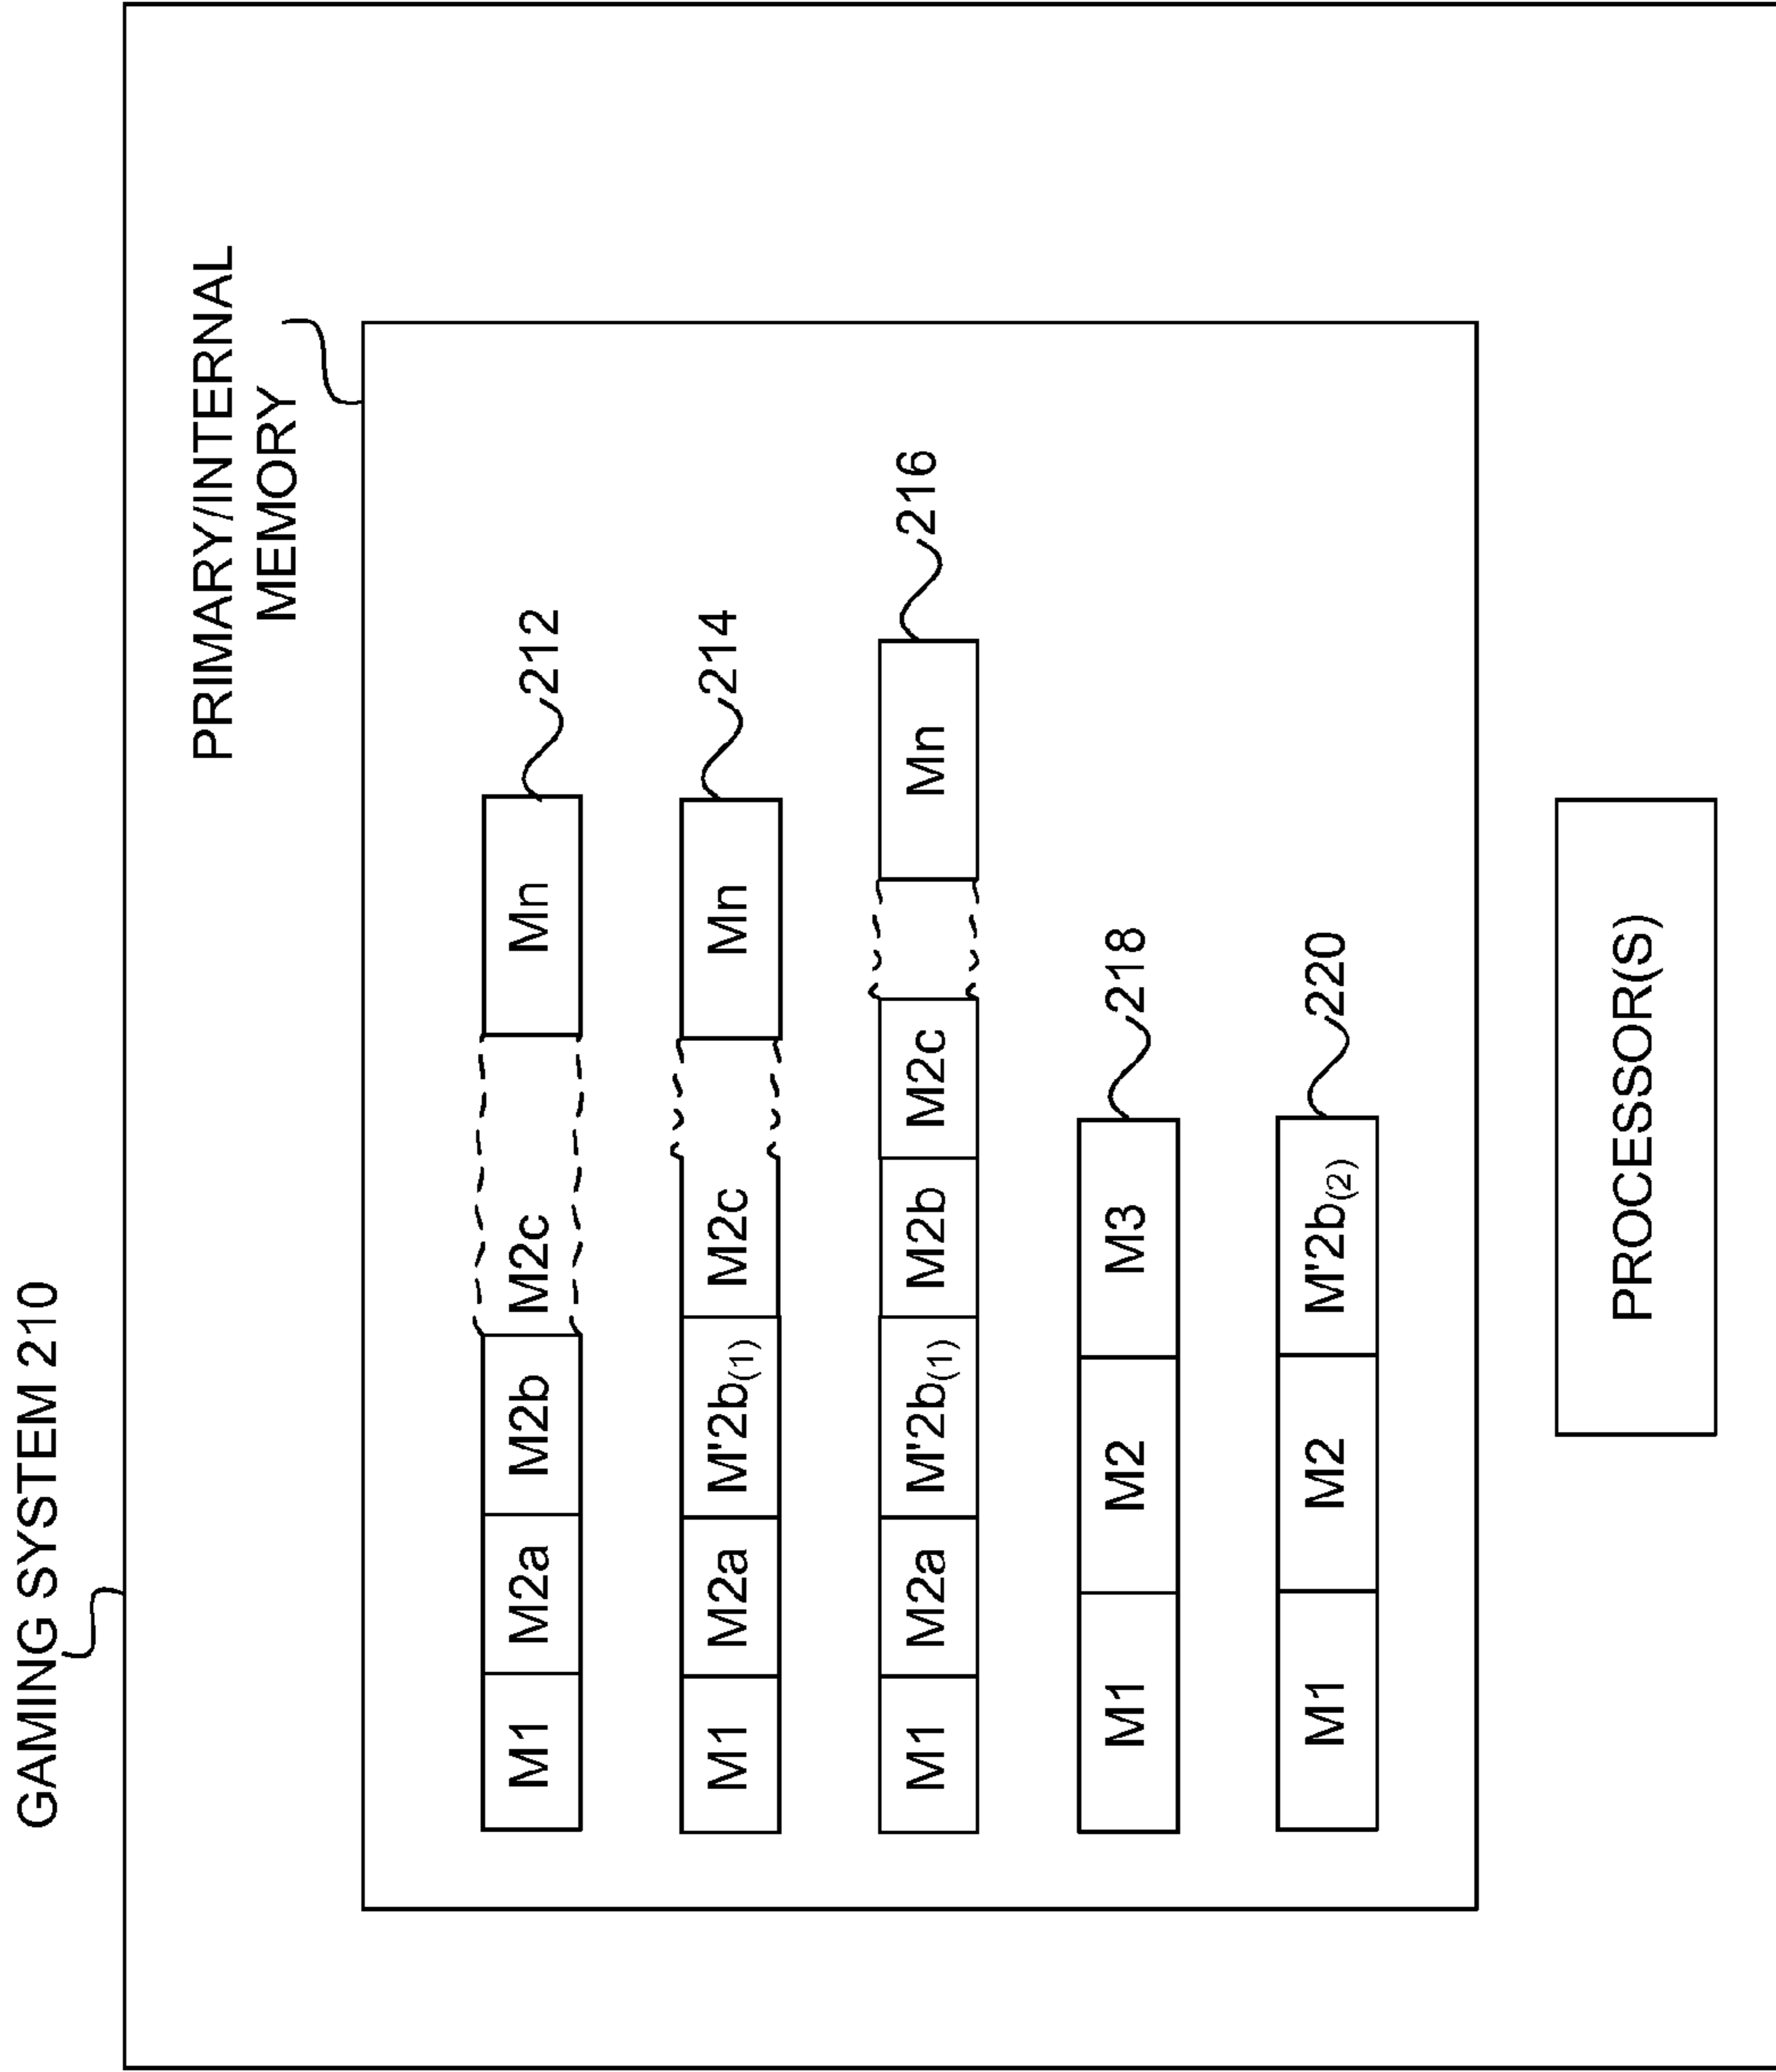 GAMING SYSTEM 210
PRIMARY/INTERNAL
MEMORY
M1 M2a M2b M2c Mn 212
M1 M2a M'2b(1) M2c Mn 214
M1 M2a M'2b(1) M2b M2c Mn 216
M1 M2 M3 218
M1 M2 M'2b(2) 220
PROCESSOR(S)